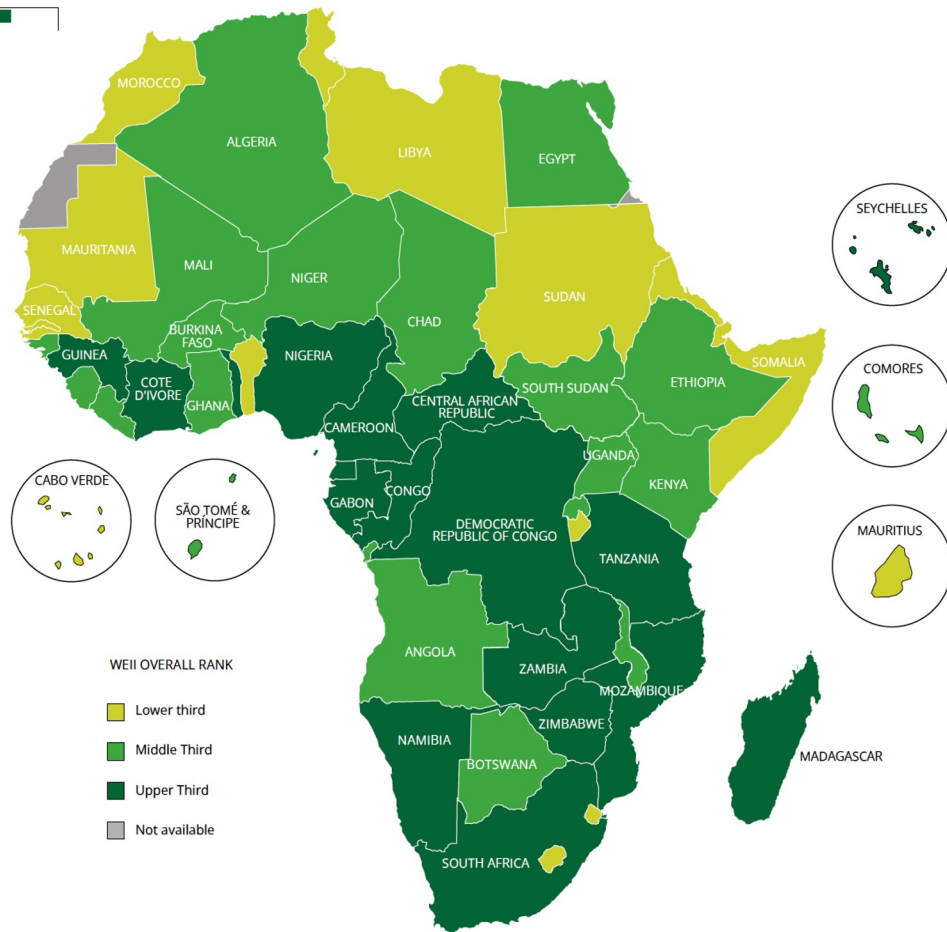 MOROCCO
ALGERIA
LIBYA
EGYPT
MAURITANIA
MALI
NIGER
CHAD
SUDAN
SENEGAL
BURKINA
FASO
GUINEA
COTE
D'IVORE
GHANA
NIGERIA
CAMEROON
CENTRAL AFRICAN
REPUBLIC
SOUTH SUDAN
ETHIOPIA
SOMALIA
UGANDA
KENYA
GABON
CONGO
DEMOCRATIC
REPUBLIC OF CONGO
TANZANIA
ANGOLA
ZAMBIA
MOZAMBIQUE
ZIMBABWE
NAMIBIA
BOTSWANA
SOUTH AFRICA
MADAGASCAR
SEYCHELLES
COMORES
MAURITIUS
CABO VERDE
SÃO TOMÉ &
PRÍNCIPE
WEII OVERALL RANK
Lower third
Middle Third
Upper Third
Not available